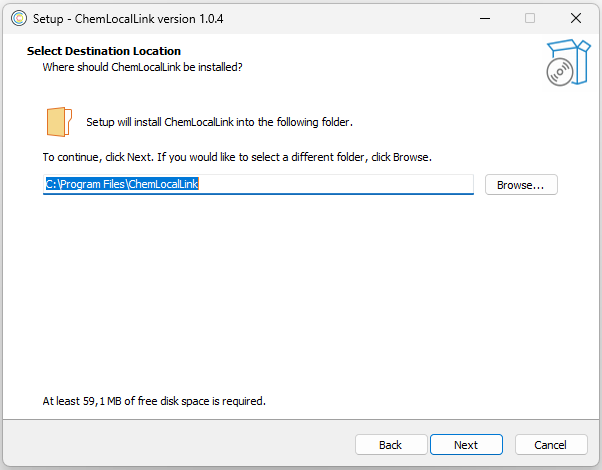 Setup - ChemLocalLink version 1.0.4
Select Destination Location
Where should ChemLocalLink be installed?
Setup will install ChemLocalLink into the following folder.
To continue, click Next. If you would like to select a different folder, click Browse.
C:\Program Files\ChemLocalLink
Browse...
At least 59,1 MB of free disk space is required.
Back
Next
Cancel